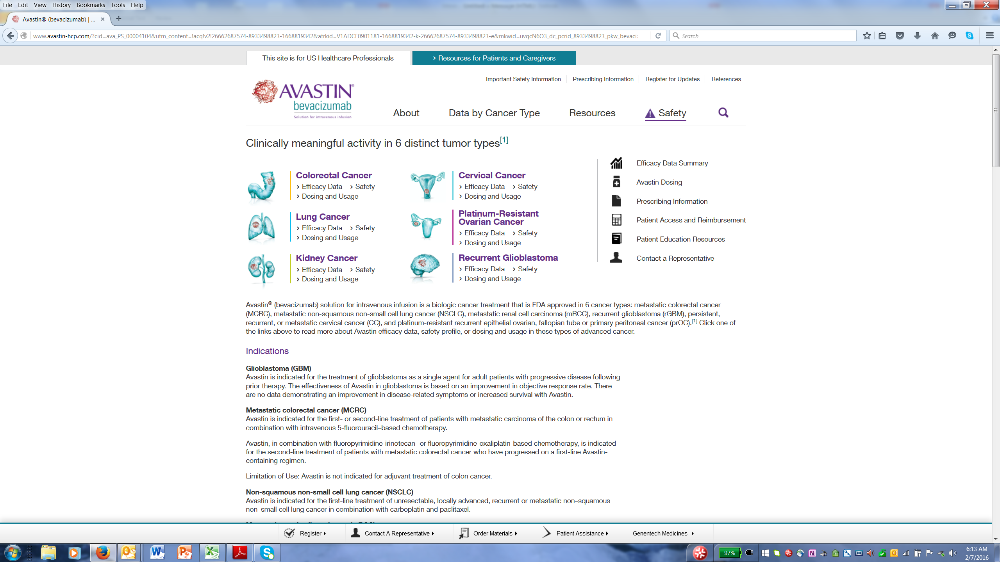 File Edit View History Bookmarks Tools Help
Avastin® (bevacizumab) | ...
www.avastin-hcp.com/?cid=ava_PS_00004104&utm_content=!acq!v2!26662687574-8933498823-1668819342&atrkid=V1ADCF0901181-1668819342-k-26662687574-8933498823-e&mkwid=uvqcN6O3_dc_pcrid_8933498823_pkw_bevaci:
Search
This site is for US Healthcare Professionals
› Resources for Patients and Caregivers
Important Safety Information
Prescribing Information
Register for Updates
References
AVASTIN®
bevacizumab
Solution for intravenous infusion
About
Data by Cancer Type
Resources
Safety
Clinically meaningful activity in 6 distinct tumor types[1]
Colorectal Cancer
› Efficacy Data › Safety
› Dosing and Usage
Lung Cancer
› Efficacy Data › Safety
› Dosing and Usage
Kidney Cancer
› Efficacy Data › Safety
› Dosing and Usage
Cervical Cancer
› Efficacy Data › Safety
› Dosing and Usage
Platinum-Resistant
Ovarian Cancer
› Efficacy Data › Safety
› Dosing and Usage
Recurrent Glioblastoma
› Efficacy Data › Safety
› Dosing and Usage
Efficacy Data Summary
Avastin Dosing
Prescribing Information
Patient Access and Reimbursement
Patient Education Resources
Contact a Representative
Avastin® (bevacizumab) solution for intravenous infusion is a biologic cancer treatment that is FDA approved in 6 cancer types: metastatic colorectal cancer
(MCRC), metastatic non-squamous non-small cell lung cancer (NSCLC), metastatic renal cell carcinoma (mRCC), recurrent glioblastoma (rGBM), persistent,
recurrent, or metastatic cervical cancer (CC), and platinum-resistant recurrent epithelial ovarian, fallopian tube or primary peritoneal cancer (prOC).[1] Click one of
the links above to read more about Avastin efficacy data, safety profile, or dosing and usage in these types of advanced cancer.
Indications
Glioblastoma (GBM)
Avastin is indicated for the treatment of glioblastoma as a single agent for adult patients with progressive disease following
prior therapy. The effectiveness of Avastin in glioblastoma is based on an improvement in objective response rate. There
are no data demonstrating an improvement in disease-related symptoms or increased survival with Avastin.
Metastatic colorectal cancer (MCRC)
Avastin is indicated for the first- or second-line treatment of patients with metastatic carcinoma of the colon or rectum in
combination with intravenous 5-fluorouracil–based chemotherapy.
Avastin, in combination with fluoropyrimidine-irinotecan- or fluoropyrimidine-oxaliplatin-based chemotherapy, is indicated
for the second-line treatment of patients with metastatic colorectal cancer who have progressed on a first-line Avastin-
containing regimen.
Limitation of Use: Avastin is not indicated for adjuvant treatment of colon cancer.
Non-squamous non-small cell lung cancer (NSCLC)
Avastin is indicated for the first-line treatment of unresectable, locally advanced, recurrent or metastatic non–squamous
non–small cell lung cancer in combination with carboplatin and paclitaxel.
Register
Contact A Representative
Order Materials
Patient Assistance
Genentech Medicines
97%
6:13 AM
2/7/2016